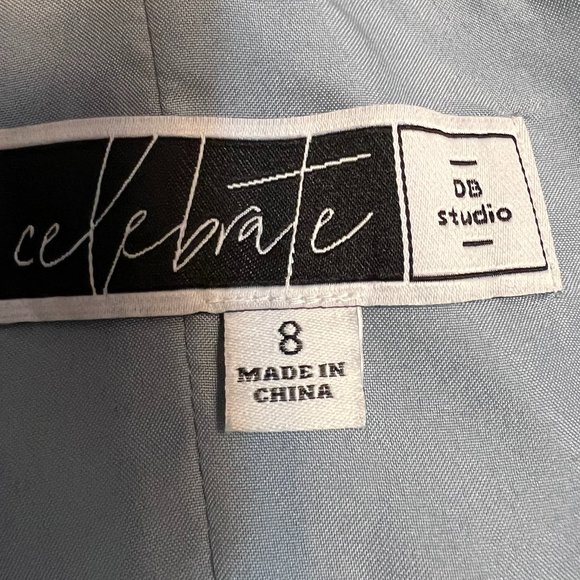 celebrate
DB
studio
8
MADE IN
CHINA